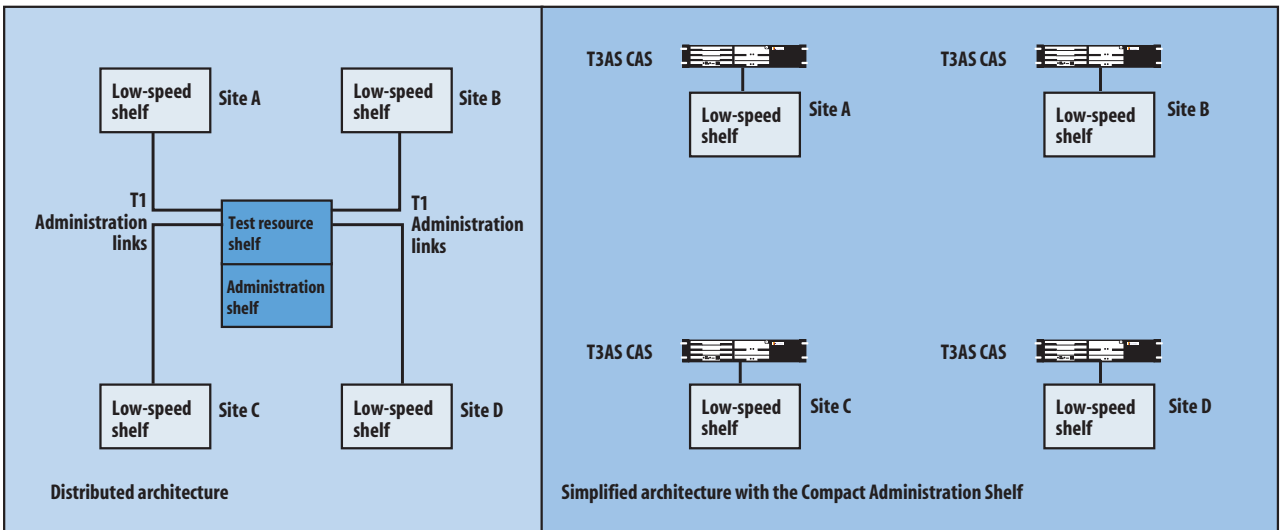 Low-speed
shelf
Site A
Low-speed
shelf
Site B
T1
Administration
links
Test resource
shelf
Administration
shelf
T1
Administration
links
Low-speed
shelf
Site C
Low-speed
shelf
Site D
Distributed architecture
T3AS CAS
Low-speed
shelf
Site A
T3AS CAS
Low-speed
shelf
Site B
T3AS CAS
Low-speed
shelf
Site C
T3AS CAS
Low-speed
shelf
Site D
Simplified architecture with the Compact Administration Shelf